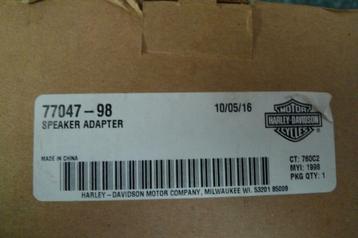 77047-98
10/05/16
SPEAKER ADAPTER
MOTOR
HARLEY-DAVIDSON
CYCLES
MADE IN CHINA
CT: 760C2
MYI: 1998
PKG QTY: 1
HARLEY-DAVIDSON MOTOR COMPANY, MILWAUKEE WI. 53201 85009